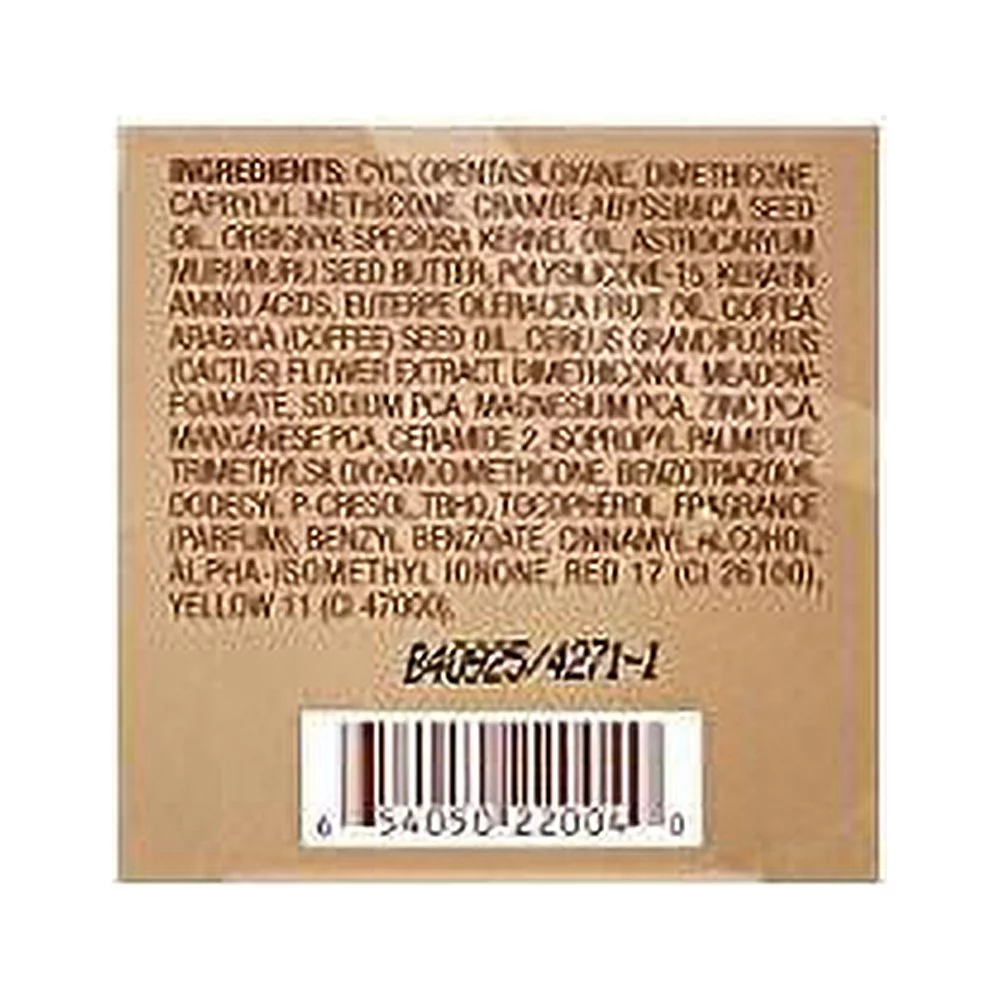 INGREDIENTS: CYCLOPENTASILOXANE, DIMETHICONE,
CAPRYLYL METHICONE, CRAMBE ABYSSINICA SEED
OIL, ORBIGNYA SPECIOSA KERNEL OIL, ASTROCARYUM
MURUMURU SEED BUTTER, POLYSILICONE-15, KERATIN
AMINO ACIDS, EUTERPE OLERACEA FRUIT OIL, COFFEA
ARABICA (COFFEE) SEED OIL, CEREUS GRANDIFLORUS
(CACTUS) FLOWER EXTRACT, DIMETHICONOL MEADOW-
FOAMATE, SODIUM PCA, MAGNESIUM PCA, ZINC PCA,
MANGANESE PCA, CERAMIDE 2, ISOPROPYL PALMITATE,
TRIMETHYLSILOXYAMODIMETHICONE, BENZOTRIAZOLYL
DODECYL P-CRESOL, TBHQ, TOCOPHEROL, FRAGRANCE
(PARFUM), BENZYL BENZOATE, CINNAMYL ALCOHOL,
ALPHA-ISOMETHYL IONONE, RED 17 (CI 26100),
YELLOW 11 (CI 47000).
B40925/4271-1
6 54050 22004 0